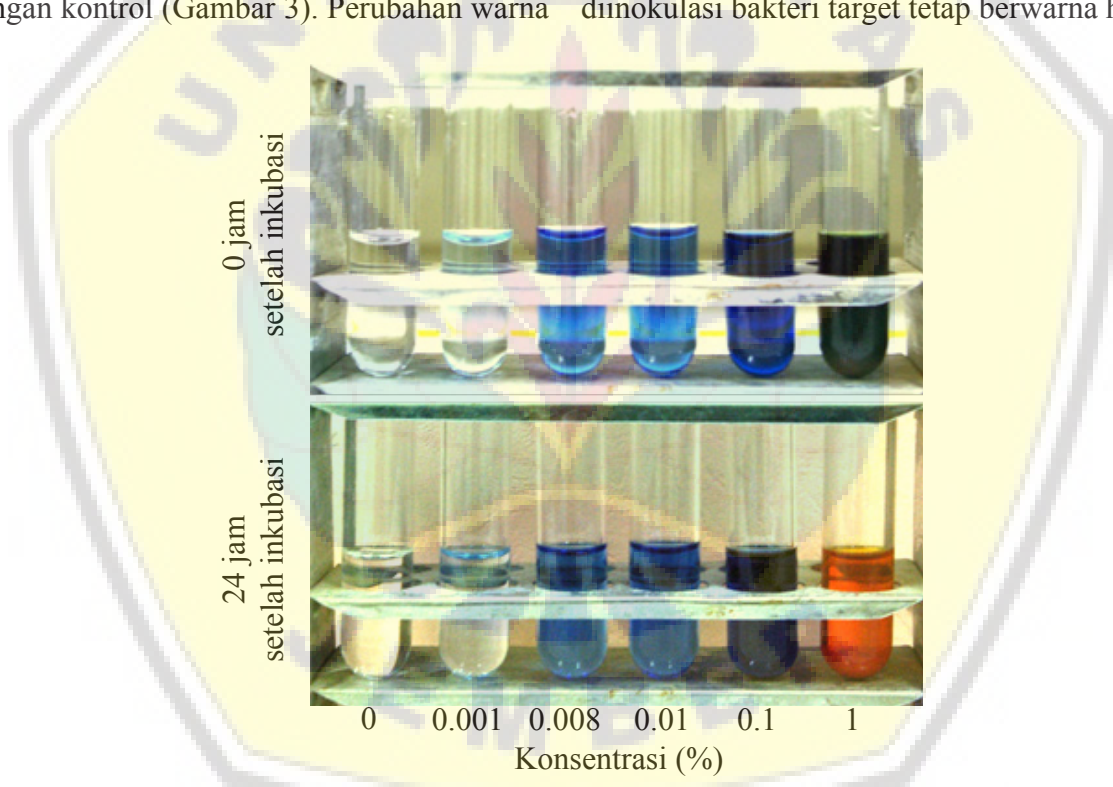 ngan kontrol (Gambar 3). Perubahan warna
diinokulasi bakteri target tetap berwarna
0 jam
setelah inkubasi
24 jam
setelah inkubasi
0 0.001 0.008 0.01 0.1 1
Konsentrasi (%)